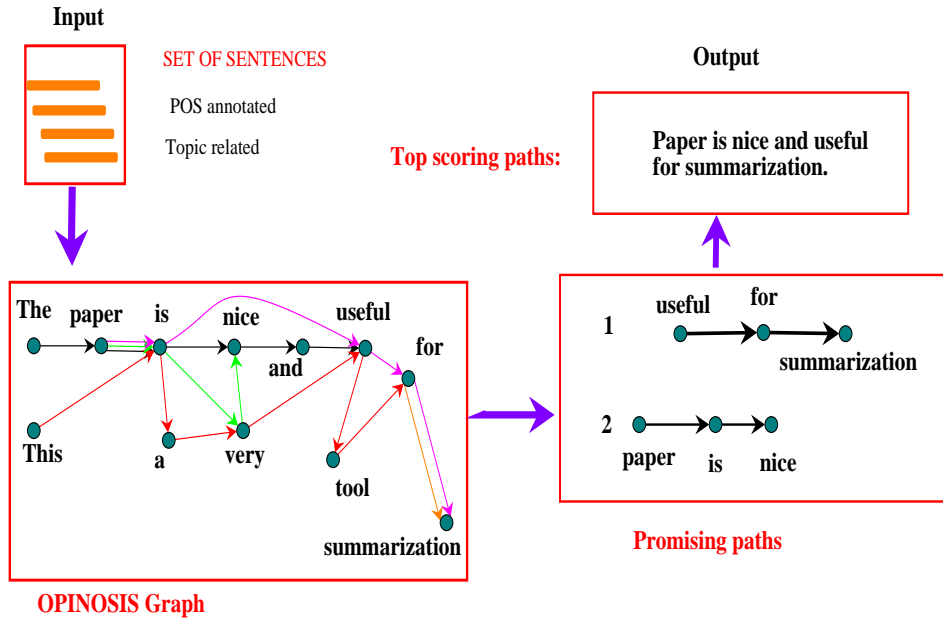 Input
SET OF SENTENCES
POS annotated
Topic related
Output
Top scoring paths:
Paper is nice and useful
for summarization.
The
paper
is
nice
and
useful
for
This
a
very
tool
summarization
OPINOSIS Graph
1
useful
for
summarization
2
paper
is
nice
Promising paths